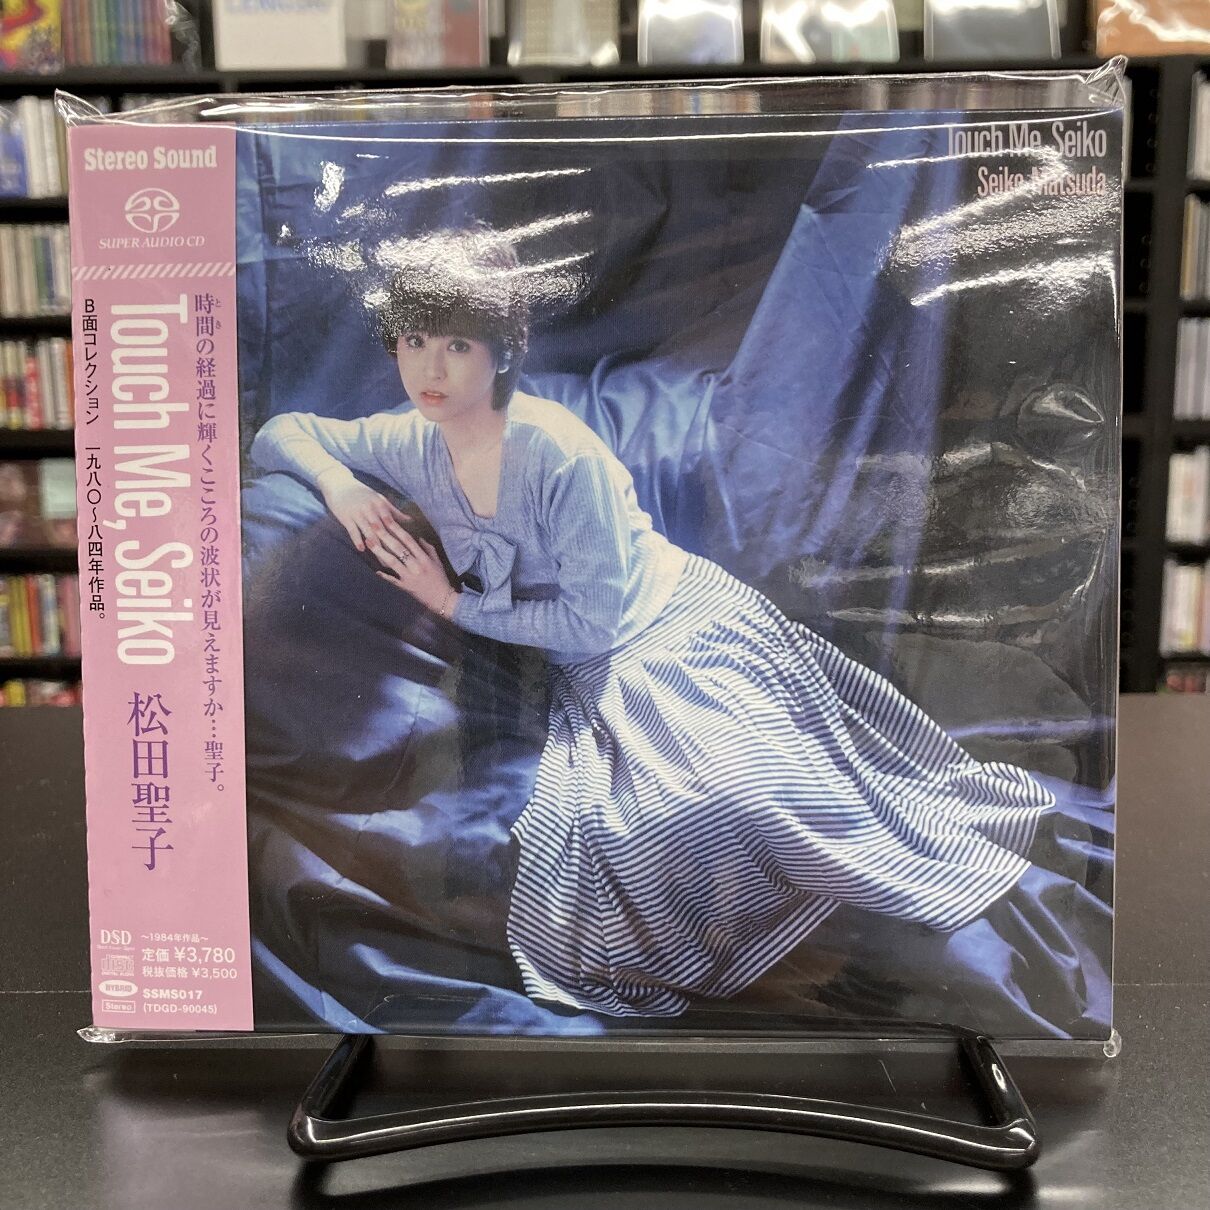 Stereo Sound
SUPER AUDIO CD
時間の経過に輝くこころの波状が見えますか…聖子。
とき
Touch Me, Seiko
松田聖子
B面コレクション 一九八〇〜八四年作品。
DSD
〜1984年作品〜
定価 ¥3,780
税抜価格 ¥3,500
HYBRID
SSMS017
Stereo
(TDGD-90045)
Touch Me, Seiko
Seiko Matsuda